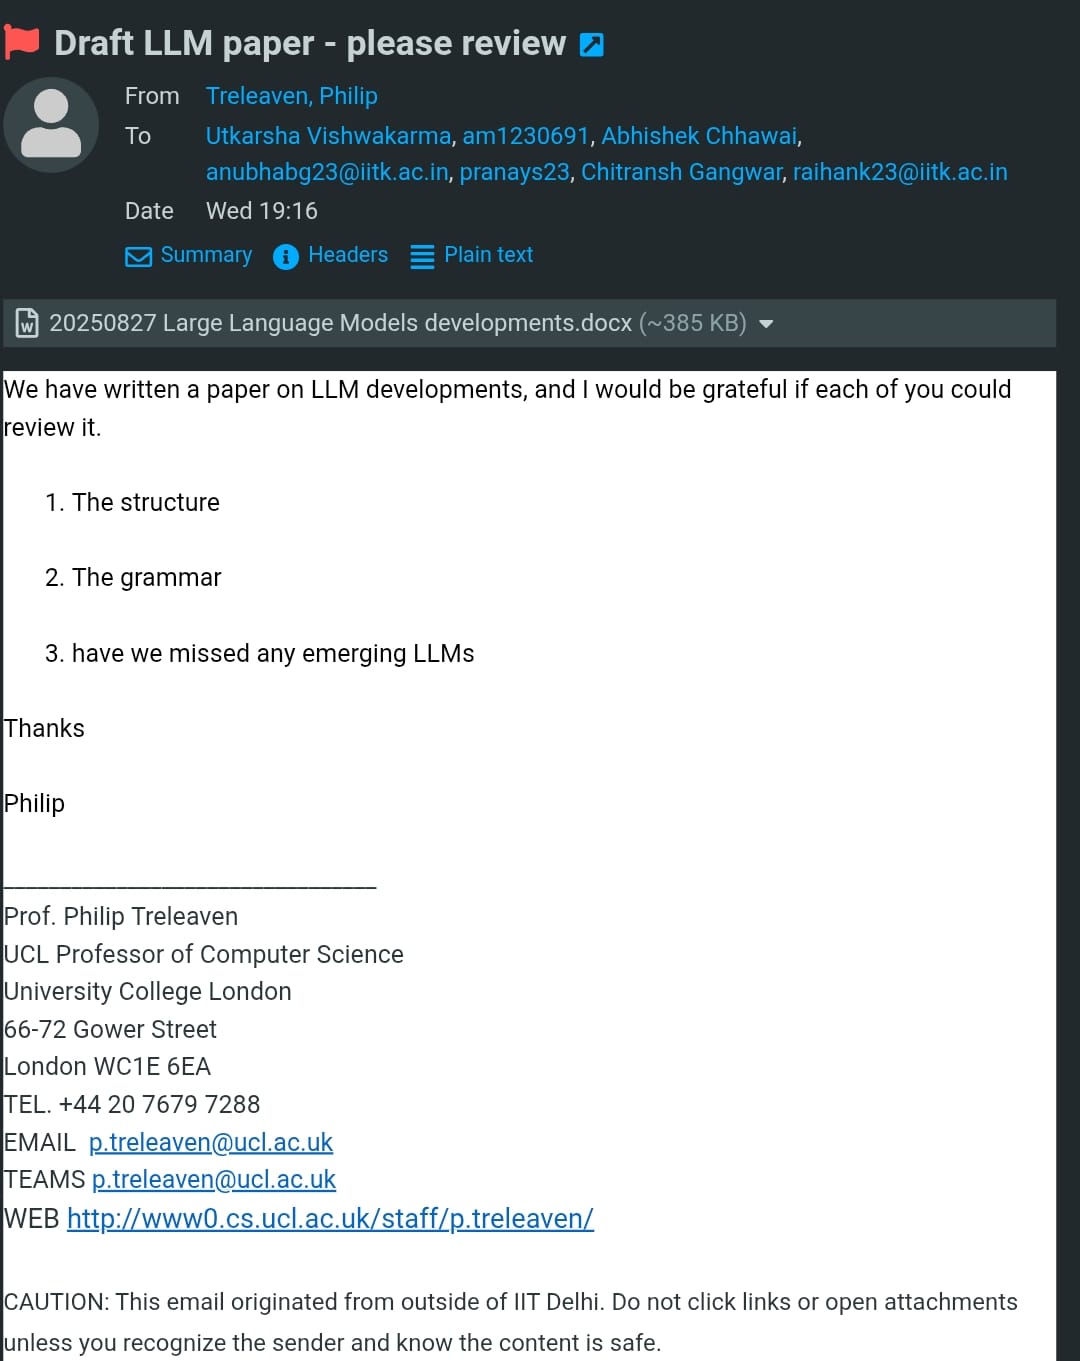 Draft LLM paper - please review
From Treleaven, Philip
To Utkarsha Vishwakarma, am1230691, Abhishek Chhawai,
anubhabg23@iitk.ac.in, pranays23, Chitransh Gangwar, raihank23@iitk.ac.in
Date Wed 19:16
Summary Headers Plain text
20250827 Large Language Models developments.docx (~385 KB)
We have written a paper on LLM developments, and I would be grateful if each of you could
review it.
1. The structure
2. The grammar
3. have we missed any emerging LLMs
Thanks
Philip
_______________________________
Prof. Philip Treleaven
UCL Professor of Computer Science
University College London
66-72 Gower Street
London WC1E 6EA
TEL. +44 20 7679 7288
EMAIL p.treleaven@ucl.ac.uk
TEAMS p.treleaven@ucl.ac.uk
WEB http://www0.cs.ucl.ac.uk/staff/p.treleaven/
CAUTION: This email originated from outside of IIT Delhi. Do not click links or open attachments
unless you recognize the sender and know the content is safe.